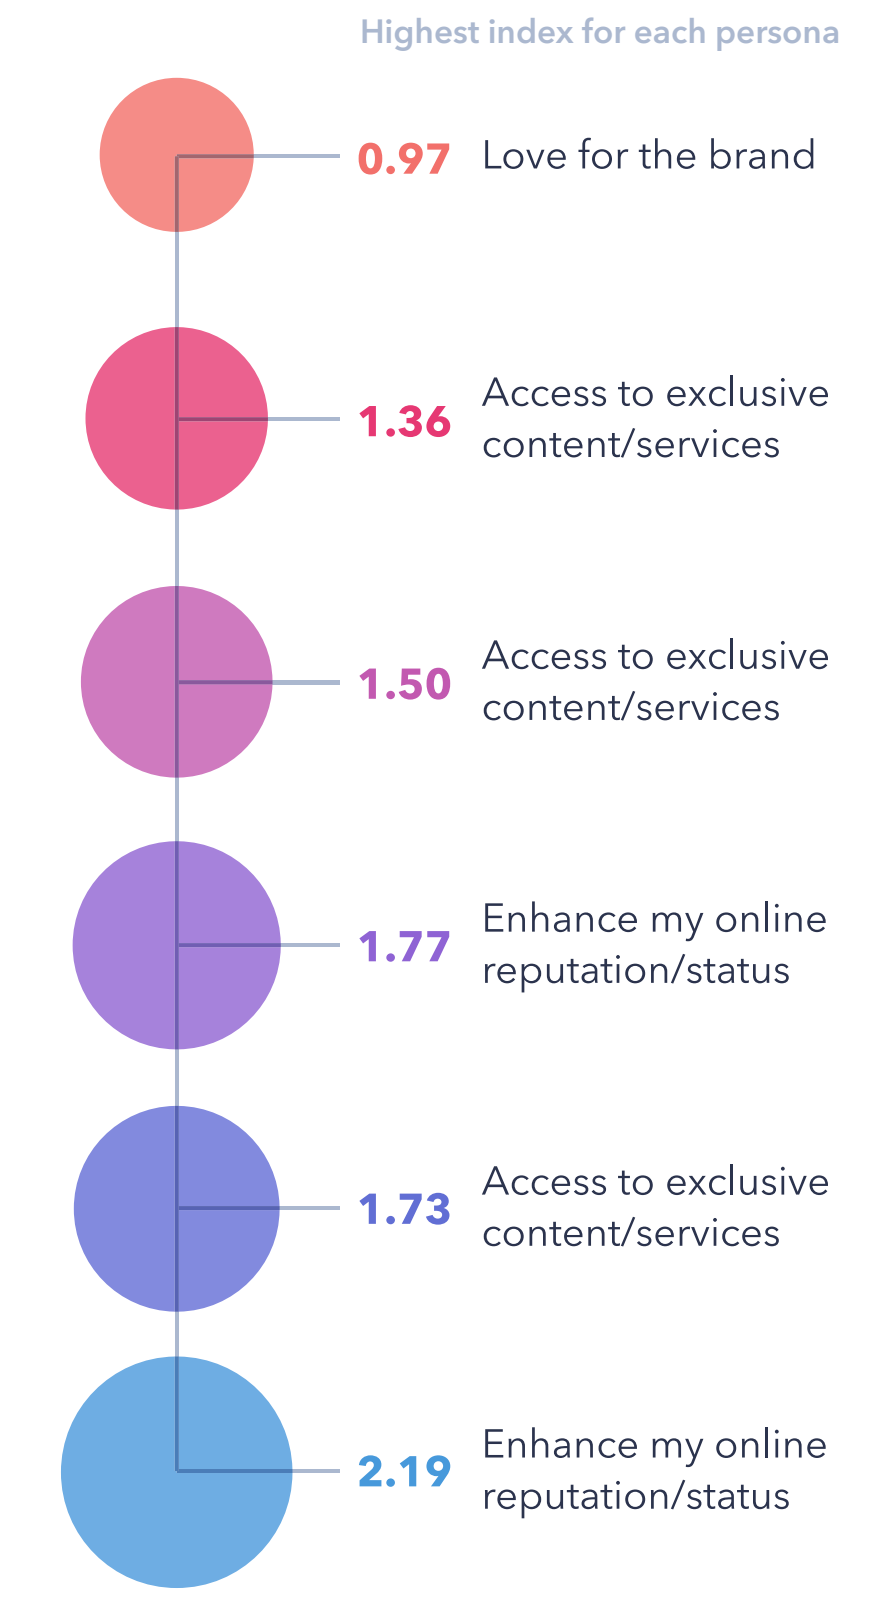 Highest index for each persona
0.97 Love for the brand
1.36 Access to exclusive
content/services
1.50 Access to exclusive
content/services
1.77 Enhance my online
reputation/status
1.73 Access to exclusive
content/services
2.19 Enhance my online
reputation/status